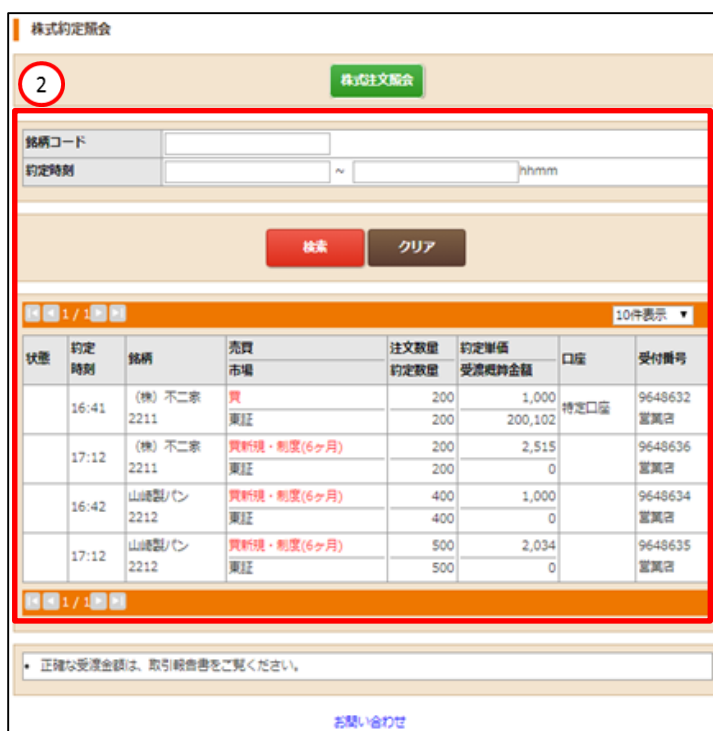 株式約定照会
2
株式注文照会
銘柄コード
約定時刻 ～ hhmm
検索 クリア
1 / 1 10件表示 ▼
状態 約定時刻 銘柄 売買 市場 注文数量 約定数量 約定単価 受渡概算金額 口座 受付番号
16:41 (株) 不二家 2211 買 東証 200 200 1,000 200,102 特定口座 9648632 営業店
17:12 (株) 不二家 2211 買新規・制度(6ヶ月) 東証 200 200 2,515 0 9648636 営業店
16:42 山崎製パン 2212 買新規・制度(6ヶ月) 東証 400 400 1,000 0 9648634 営業店
17:12 山崎製パン 2212 買新規・制度(6ヶ月) 東証 500 500 2,034 0 9648635 営業店
1 / 1
• 正確な受渡金額は、取引報告書をご覧ください。
お問い合わせ